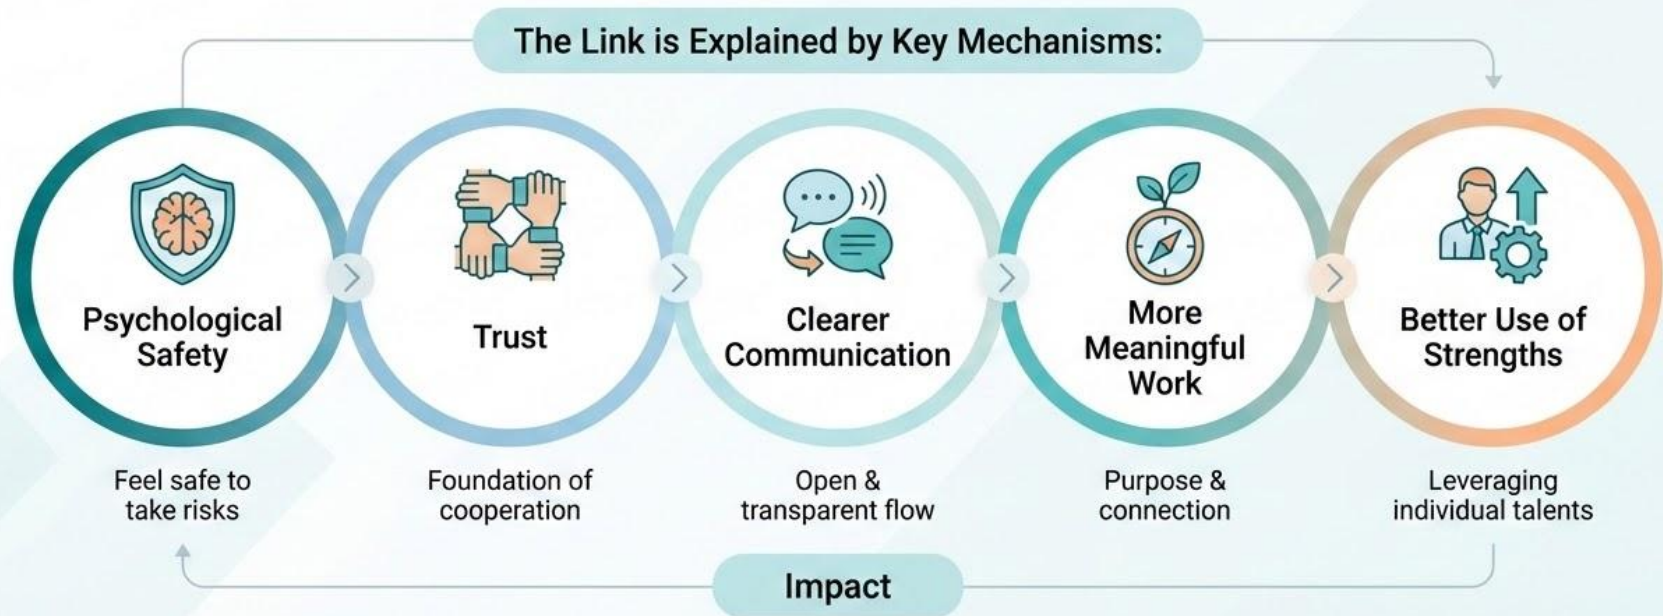 The Link is Explained by Key Mechanisms:
Psychological
Safety
Trust
Clearer
Communication
More
Meaningful
Work
Better Use of
Strengths
Feel safe to
take risks
Foundation of
cooperation
Open &
transparent flow
Purpose &
connection
Leveraging
individual talents
Impact